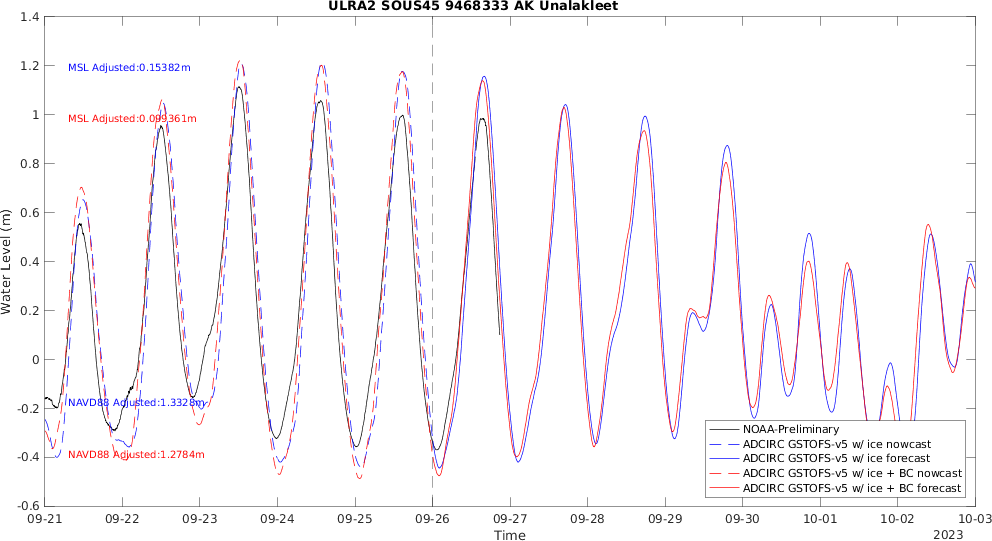 ULRA2 SOUS45 9468333 AK Unalakleet
1.4
1.2
1
0.8
0.6
0.4
0.2
0
-0.2
-0.4
-0.6
Water Level (m)
MSL Adjusted:0.15382m
MSL Adjusted:0.099361m
NAVD88 Adjusted:1.3328m
NAVD88 Adjusted:1.2784m
NOAA-Preliminary
ADCIRC GSTOFS-v5 w/ ice nowcast
ADCIRC GSTOFS-v5 w/ ice forecast
ADCIRC GSTOFS-v5 w/ ice + BC nowcast
ADCIRC GSTOFS-v5 w/ ice + BC forecast
09-21 09-22 09-23 09-24 09-25 09-26 09-27 09-28 09-29 09-30 10-01 10-02 10-03
Time
2023